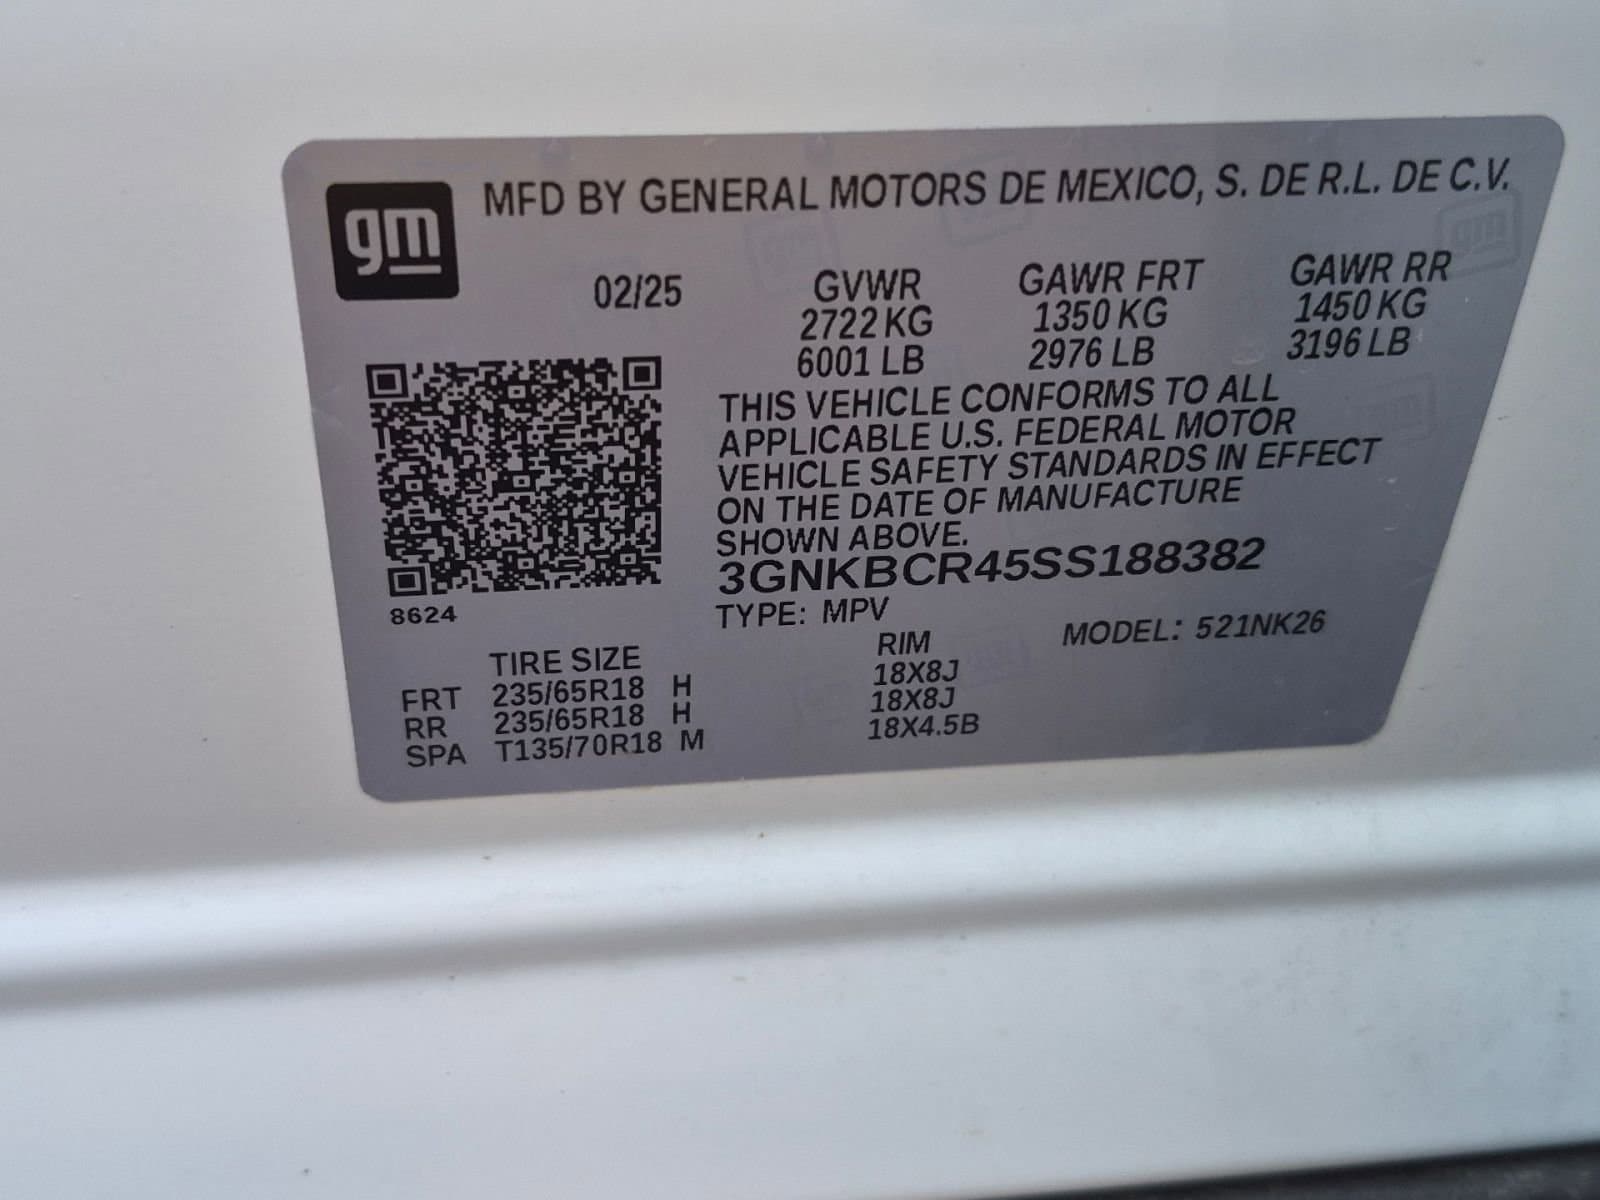 gm MFD BY GENERAL MOTORS DE MEXICO, S. DE R.L. DE C.V.
02/25 GVWR GAWR FRT GAWR RR
2722 KG 1350 KG 1450 KG
6001 LB 2976 LB 3196 LB
THIS VEHICLE CONFORMS TO ALL
APPLICABLE U.S. FEDERAL MOTOR
VEHICLE SAFETY STANDARDS IN EFFECT
ON THE DATE OF MANUFACTURE
SHOWN ABOVE.
3GNKBCR45SS188382
8624
TYPE: MPV MODEL: 521NK26
TIRE SIZE RIM
FRT 235/65R18 H 18X8J
RR 235/65R18 H 18X8J
SPA T135/70R18 M 18X4.5B